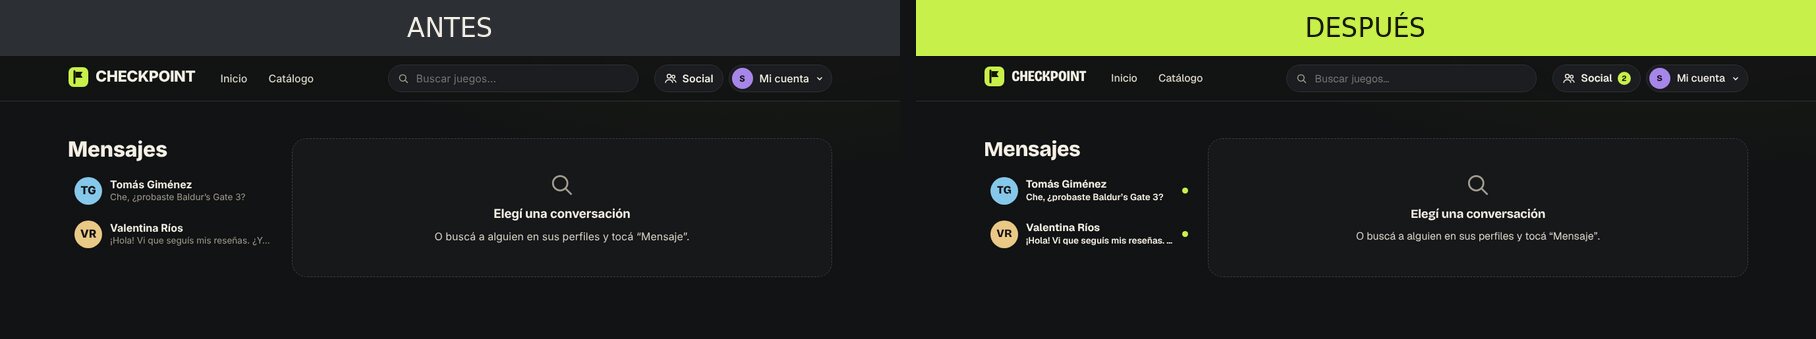 ANTES
CHECKPOINT Inicio Catálogo Buscar juegos... Social S Mi cuenta
Mensajes
TG Tomás Giménez
Che, ¿probaste Baldur's Gate 3?
VR Valentina Ríos
¡Hola! Vi que seguís mis reseñas. ¿Y...
Elegí una conversación
O buscá a alguien en sus perfiles y tocá “Mensaje”.
DESPUÉS
CHECKPOINT Inicio Catálogo Buscar juegos... Social 2 S Mi cuenta
Mensajes
TG Tomás Giménez
Che, ¿probaste Baldur's Gate 3?
VR Valentina Ríos
¡Hola! Vi que seguís mis reseñas. ...
Elegí una conversación
O buscá a alguien en sus perfiles y tocá “Mensaje”.